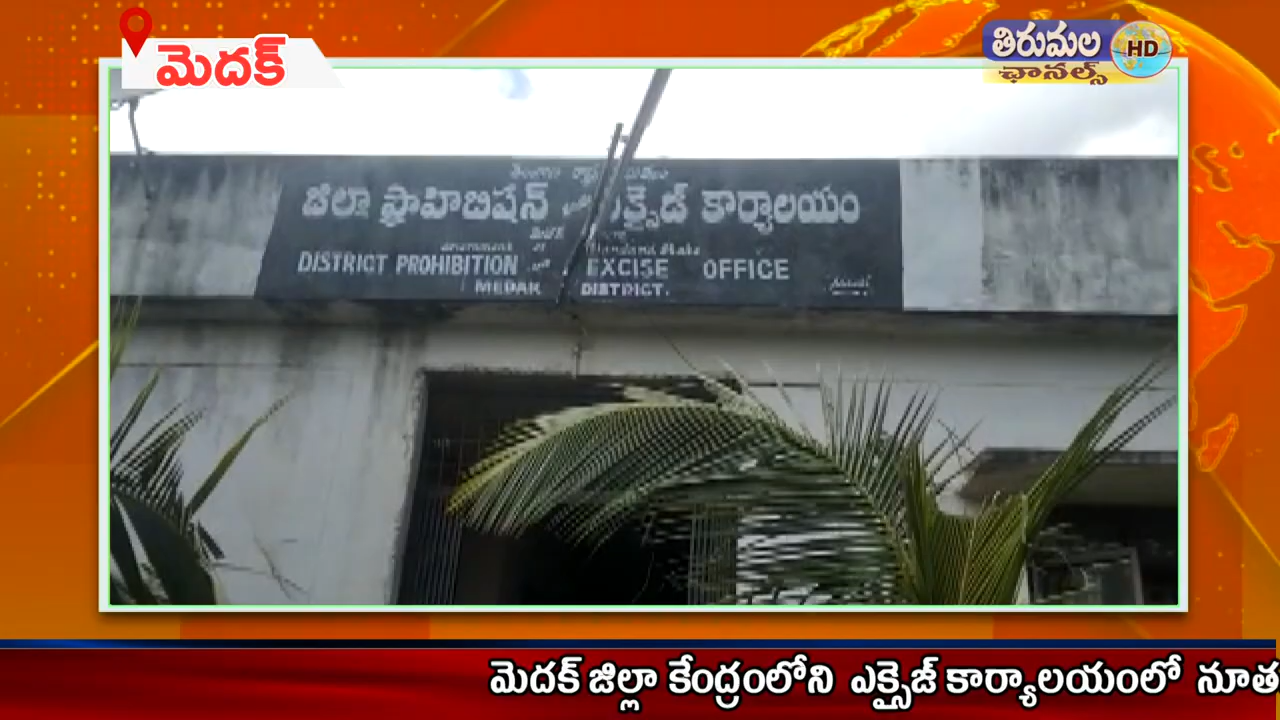 మెదక్
తిరుమల
ఛానల్స్
HD
జిల్లా ప్రొహిబిషన్ ఎక్సైజ్ కార్యాలయం
DISTRICT PROHIBITION EXCISE OFFICE
MEDAK DISTRICT.
మెదక్ జిల్లా కేంద్రంలోని ఎక్సైజ్ కార్యాలయంలో నూత